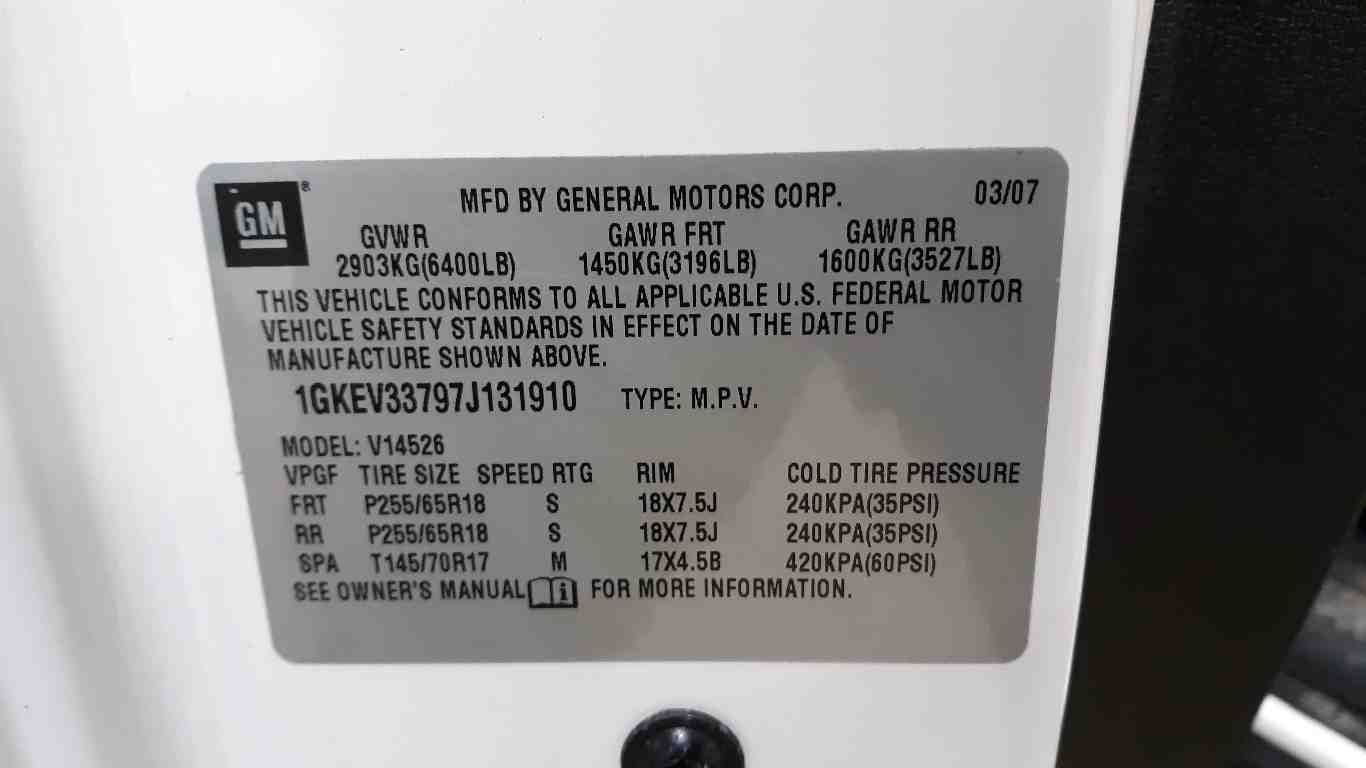 GM ® MFD BY GENERAL MOTORS CORP. 03/07
GVWR GAWR FRT GAWR RR
2903KG(6400LB) 1450KG(3196LB) 1600KG(3527LB)
THIS VEHICLE CONFORMS TO ALL APPLICABLE U.S. FEDERAL MOTOR
VEHICLE SAFETY STANDARDS IN EFFECT ON THE DATE OF
MANUFACTURE SHOWN ABOVE.
1GKEV33797J131910 TYPE: M.P.V.
MODEL: V14526
VPGF TIRE SIZE SPEED RTG RIM COLD TIRE PRESSURE
FRT P255/65R18 S 18X7.5J 240KPA(35PSI)
RR P255/65R18 S 18X7.5J 240KPA(35PSI)
SPA T145/70R17 M 17X4.5B 420KPA(60PSI)
SEE OWNER'S MANUAL i FOR MORE INFORMATION.